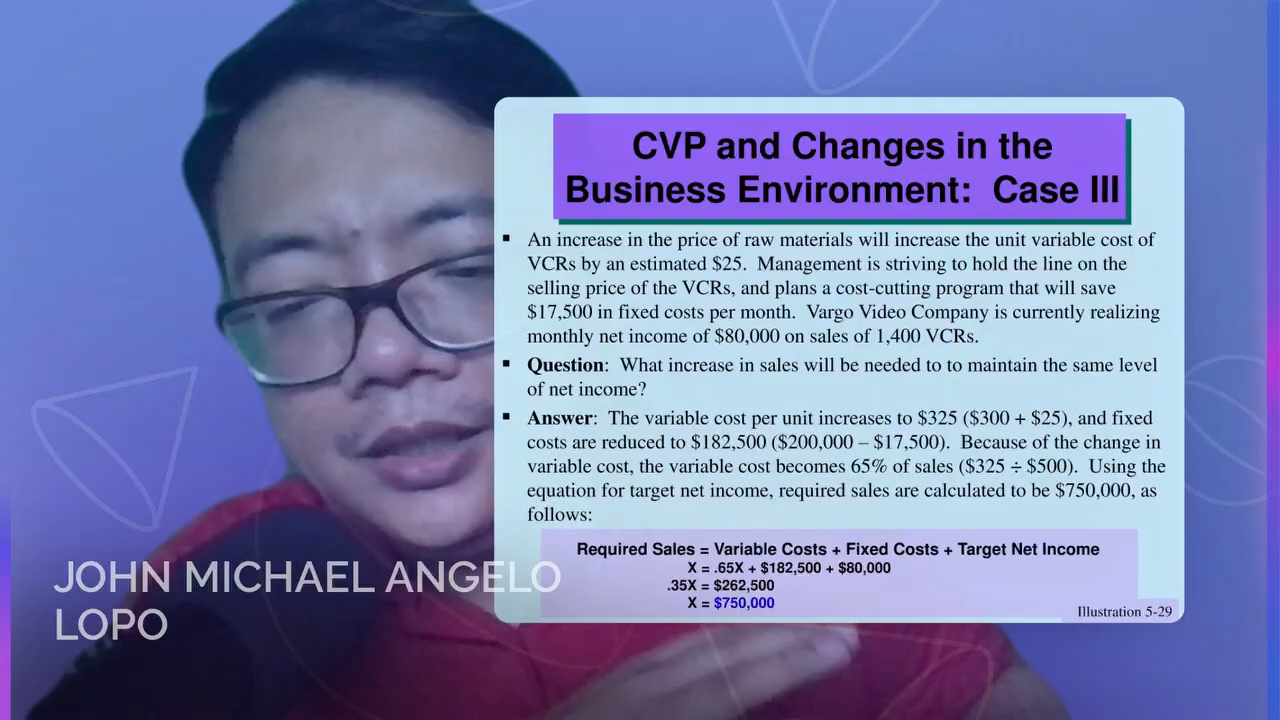 CVP and Changes in the
Business Environment: Case III
▪ An increase in the price of raw materials will increase the unit variable cost of
VCRs by an estimated $25. Management is striving to hold the line on the
selling price of the VCRs, and plans a cost-cutting program that will save
$17,500 in fixed costs per month. Vargo Video Company is currently realizing
monthly net income of $80,000 on sales of 1,400 VCRs.
▪ Question: What increase in sales will be needed to to maintain the same level
of net income?
▪ Answer: The variable cost per unit increases to $325 ($300 + $25), and fixed
costs are reduced to $182,500 ($200,000 – $17,500). Because of the change in
variable cost, the variable cost becomes 65% of sales ($325 ÷ $500). Using the
equation for target net income, required sales are calculated to be $750,000, as
follows:
Required Sales = Variable Costs + Fixed Costs + Target Net Income
X = .65X + $182,500 + $80,000
.35X = $262,500
X = $750,000
Illustration 5-29
JOHN MICHAEL ANGELO
LOPO